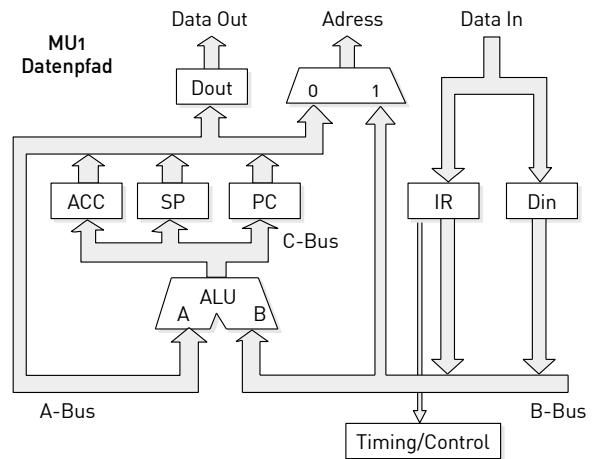 Data Out
Adress
Data In
MU1
Datenpfad
Dout
0
1
ACC
SP
PC
IR
Din
C-Bus
ALU
A
B
A-Bus
B-Bus
Timing/Control